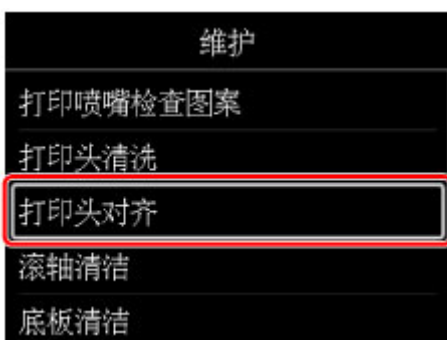 维护
打印喷嘴检查图案
打印头清洗
打印头对齐
滚轴清洁
底板清洁